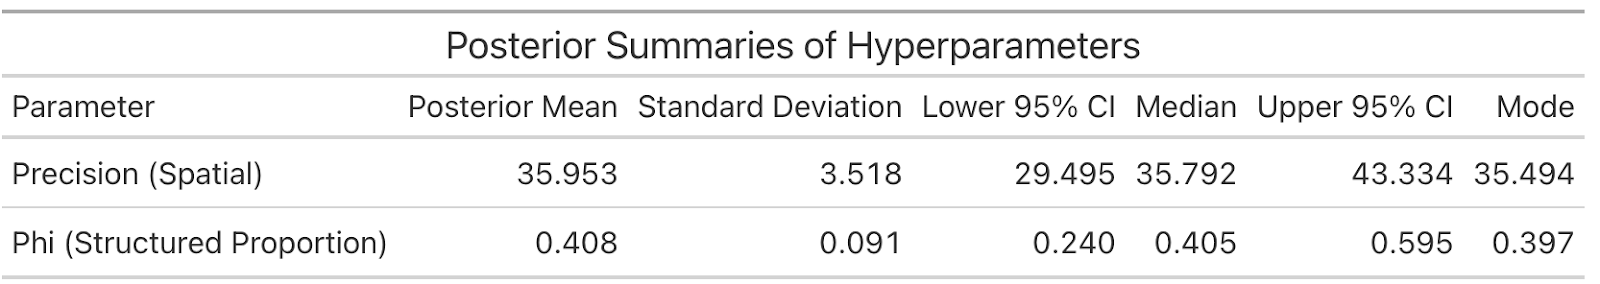 Posterior Summaries of Hyperparameters
Parameter Posterior Mean Standard Deviation Lower 95% CI Median Upper 95% CI Mode
Precision (Spatial) 35.953 3.518 29.495 35.792 43.334 35.494
Phi (Structured Proportion) 0.408 0.091 0.240 0.405 0.595 0.397